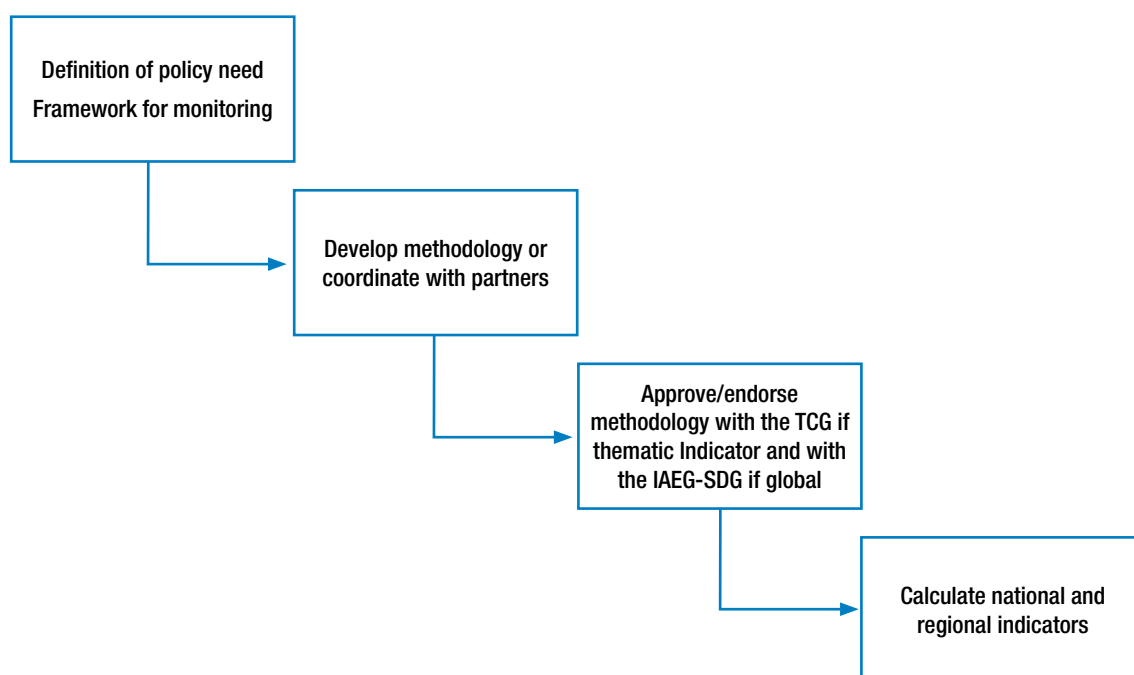 Definition of policy need
Framework for monitoring
Develop methodology or
coordinate with partners
Approve/endorse
methodology with the TCG if
thematic Indicator and with
the IAEG-SDG if global
Calculate national and
regional indicators